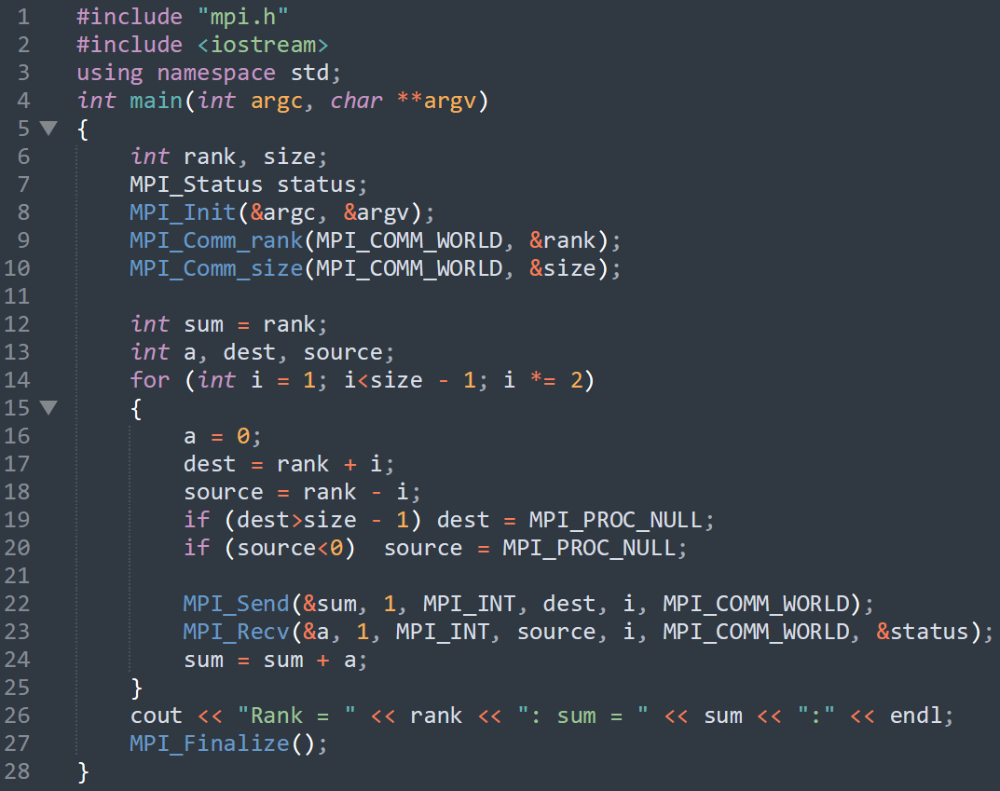 1 #include "mpi.h"
2 #include <iostream>
3 using namespace std;
4 int main(int argc, char **argv)
5 {
6 int rank, size;
7 MPI_Status status;
8 MPI_Init(&argc, &argv);
9 MPI_Comm_rank(MPI_COMM_WORLD, &rank);
10 MPI_Comm_size(MPI_COMM_WORLD, &size);
11
12 int sum = rank;
13 int a, dest, source;
14 for (int i = 1; i<size - 1; i *= 2)
15 {
16 a = 0;
17 dest = rank + i;
18 source = rank - i;
19 if (dest>size - 1) dest = MPI_PROC_NULL;
20 if (source<0)  source = MPI_PROC_NULL;
21
22 MPI_Send(&sum, 1, MPI_INT, dest, i, MPI_COMM_WORLD);
23 MPI_Recv(&a, 1, MPI_INT, source, i, MPI_COMM_WORLD, &status);
24 sum = sum + a;
25 }
26 cout << "Rank = " << rank << ": sum = " << sum << ":" << endl;
27 MPI_Finalize();
28 }